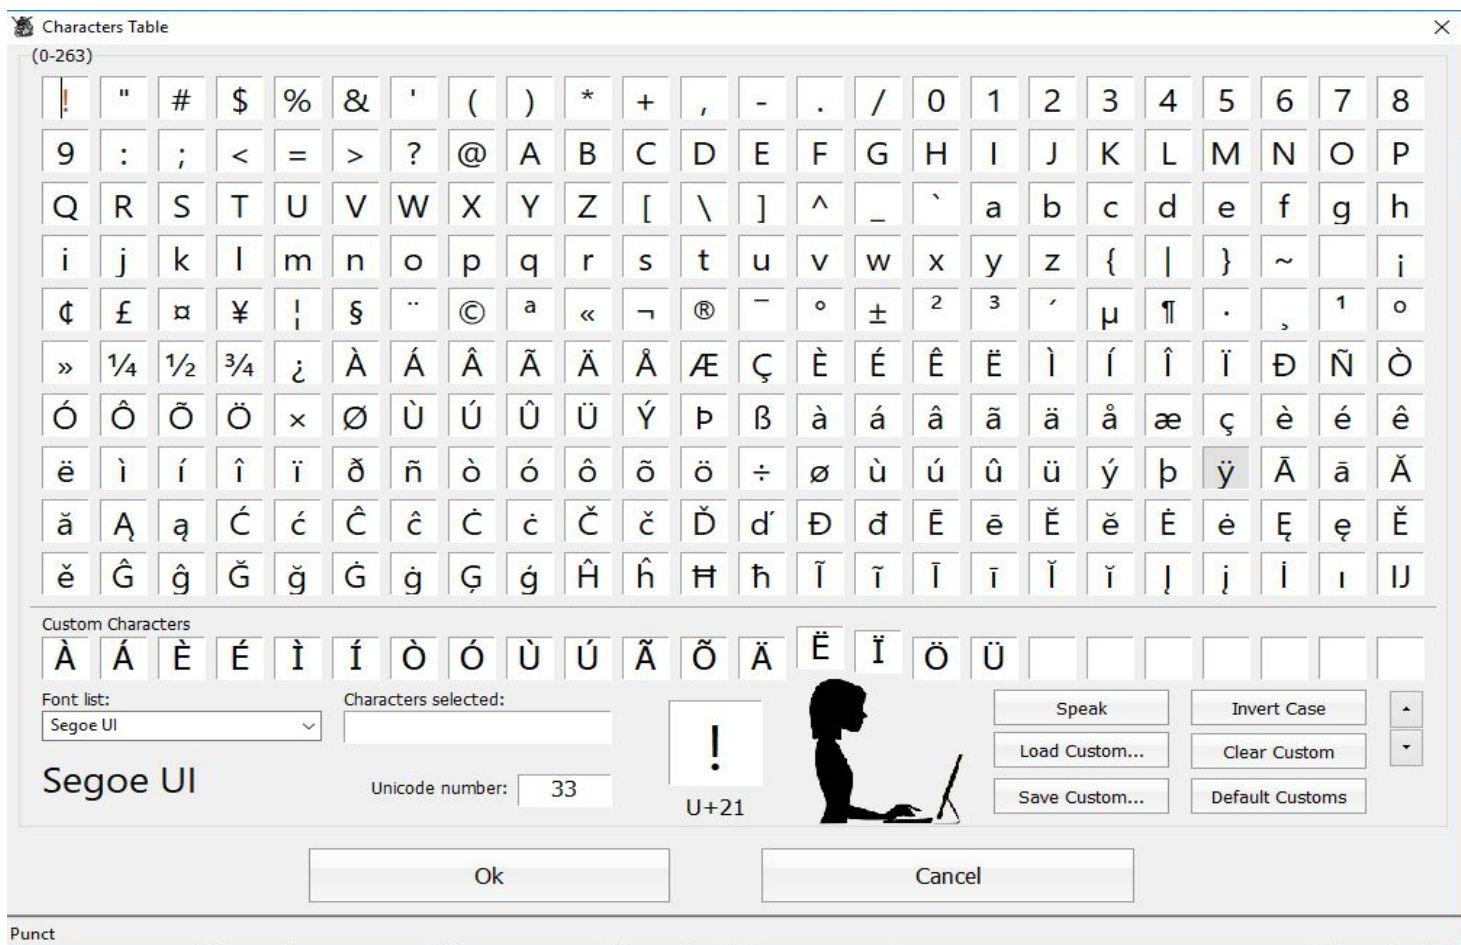 Characters Table
(0-263)
! " # $ % & ' ( ) * + , - . / 0 1 2 3 4 5 6 7 8
9 : ; < = > ? @ A B C D E F G H I J K L M N O P
Q R S T U V W X Y Z [ \ ] ^ _ ` a b c d e f g h
i j k l m n o p q r s t u v w x y z { | } ~ ¡
¢ £ ¤ ¥ ¦ § ¨ © ª « ¬ ® ¯ ° ± ² ³ ´ µ ¶ · ¸ ¹ º
» ¼ ½ ¾ ¿ À Á Â Ã Ä Å Æ Ç È É Ê Ë Ì Í Î Ï Ð Ñ Ò
Ó Ô Õ Ö × Ø Ù Ú Û Ü Ý Þ ß à á â ã ä å æ ç è é ê
ë ì í î ï ð ñ ò ó ô õ ö ÷ ø ù ú û ü ý þ ÿ Ā ā Ă
ă Ą ą Ć ć Ĉ ĉ Ċ ċ Č č Ď ď Đ đ Ē ē Ĕ ĕ Ė ė Ę ę Ě
ě Ĝ ĝ Ğ ğ Ġ ġ Ģ ģ Ĥ ĥ Ħ ħ Ĩ ĩ Ī ī Ĭ ĭ Į į İ ı Ĳ
Custom Characters
À Á È É Ì Í Ò Ó Ù Ú Ã Õ Ä Ë Ï Ö Ü
Font list:
Segoe UI
Segoe UI
Characters selected:
Unicode number: 33
!
U+21
Speak
Invert Case
Load Custom...
Clear Custom
Save Custom...
Default Customs
Ok
Cancel
Punct